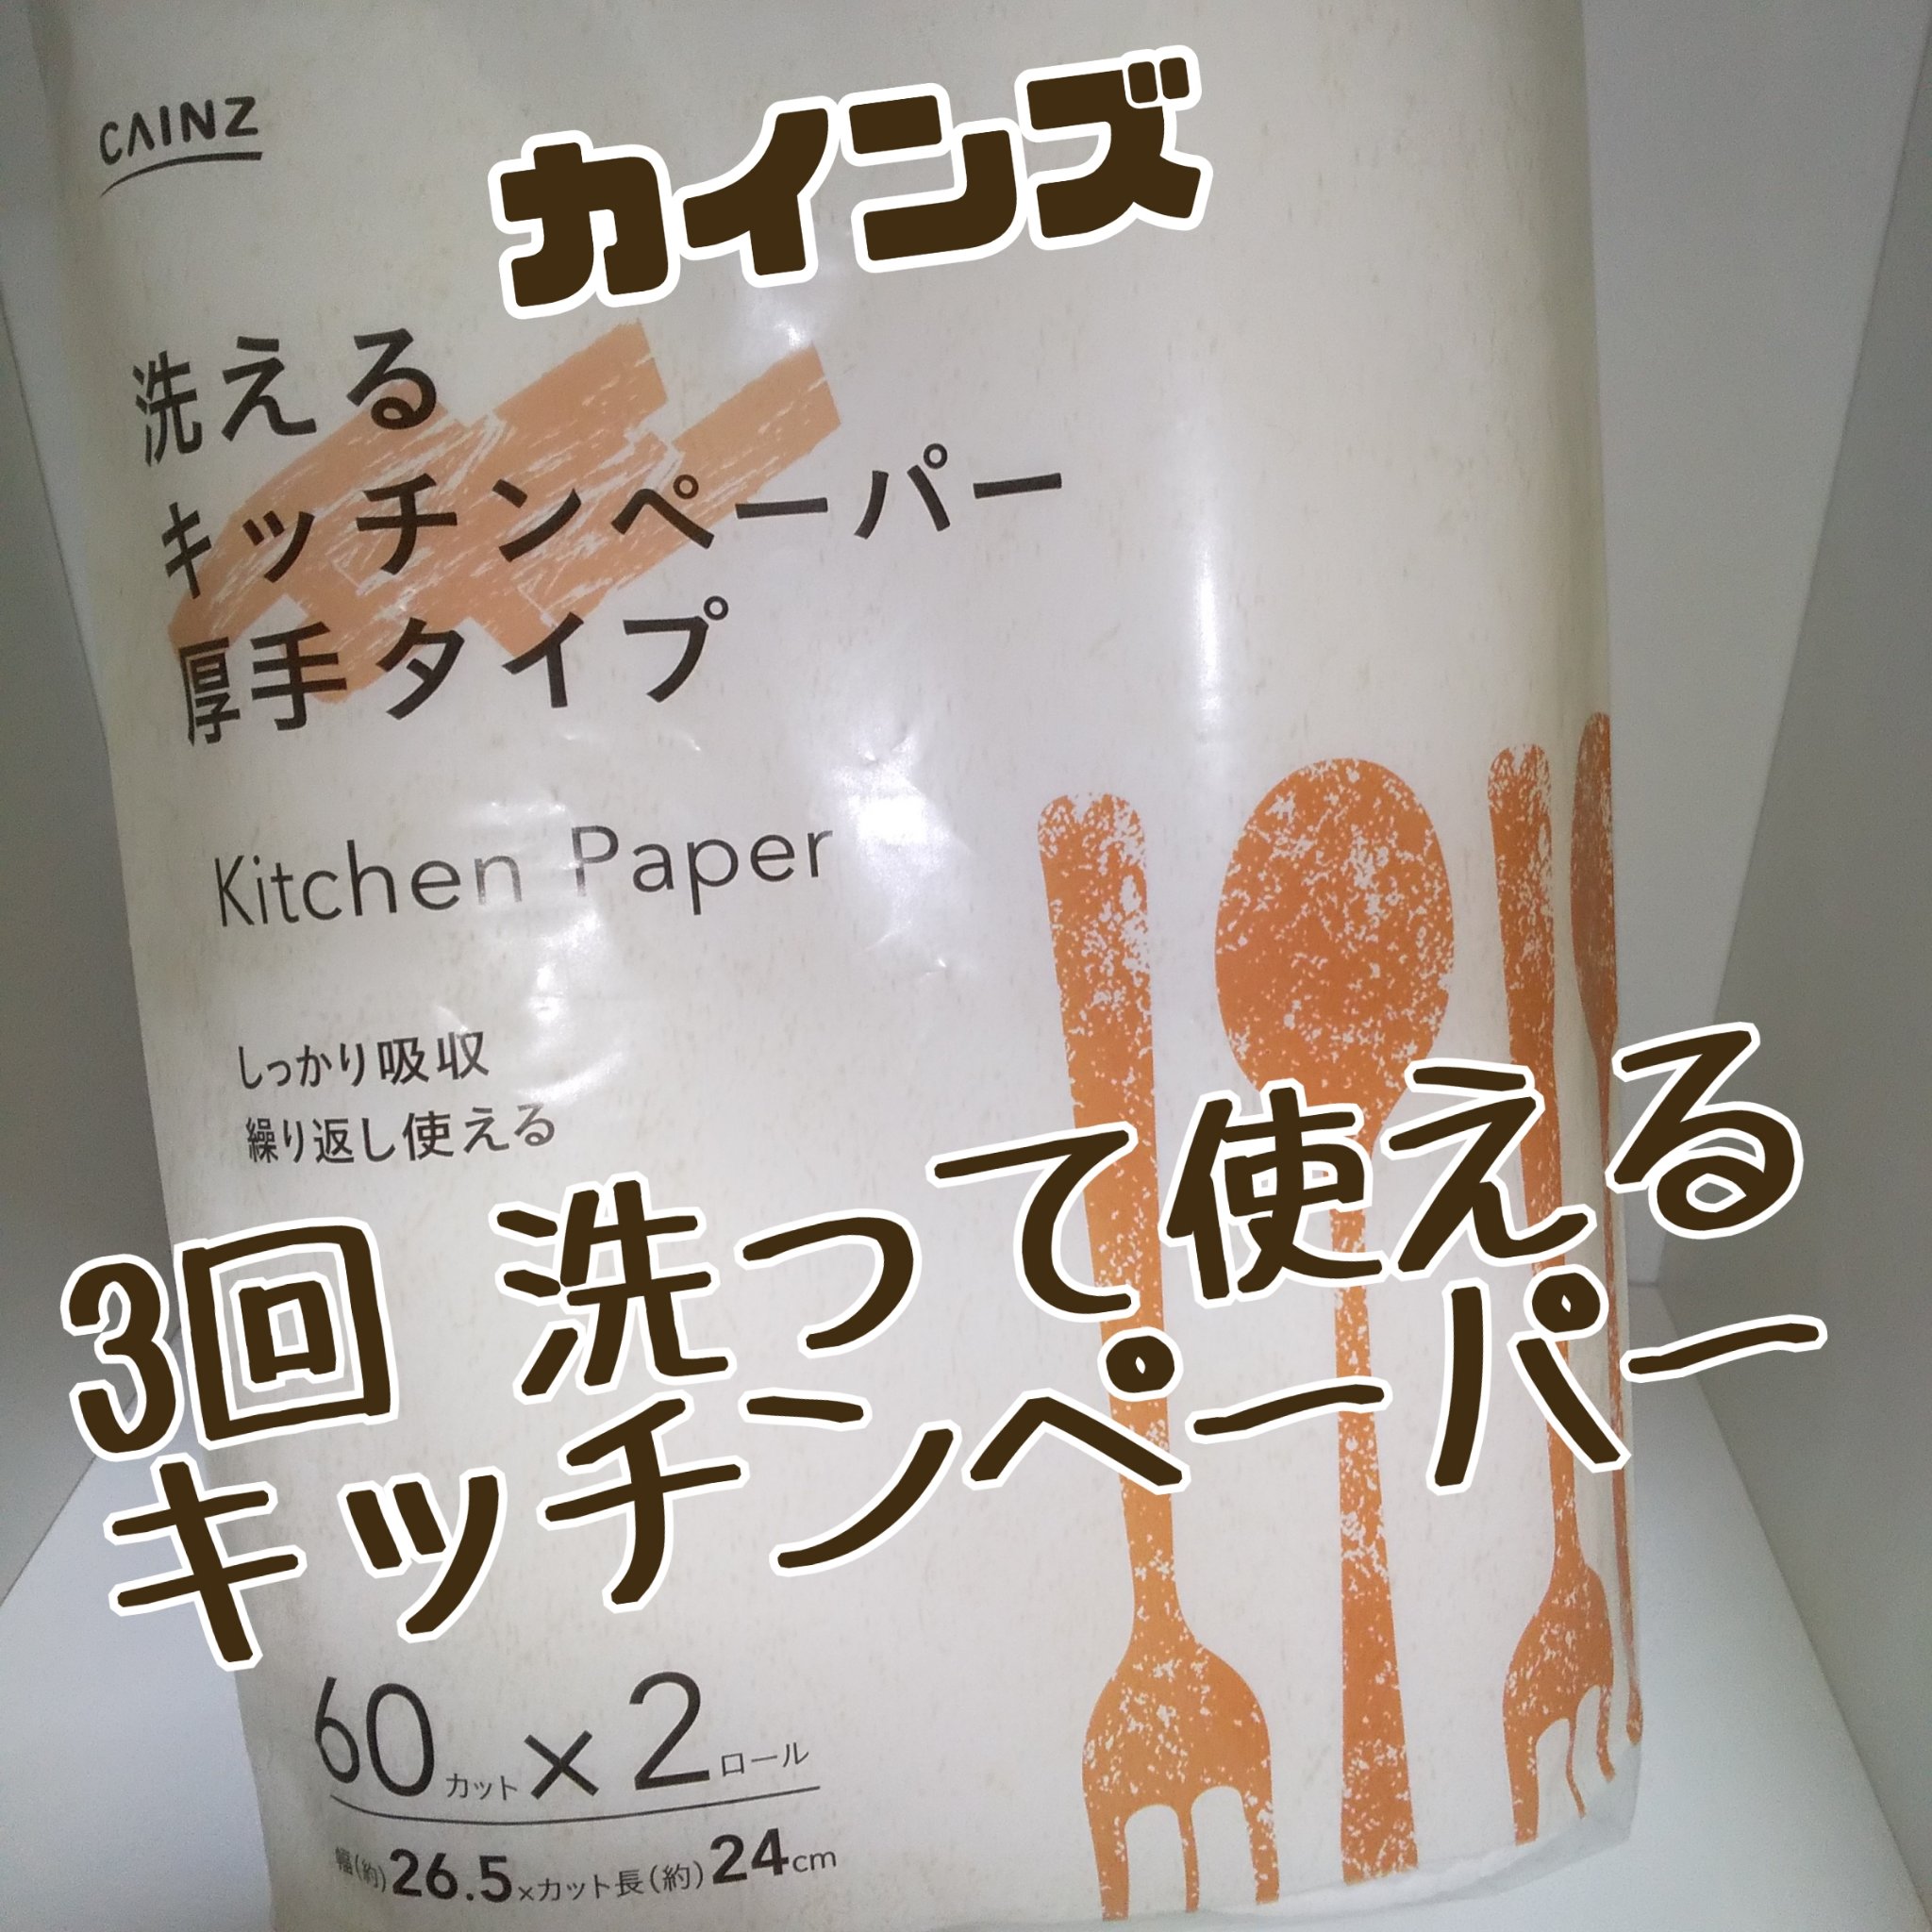 CAINZ
カインズ
洗える
キッチンペーパー
厚手タイプ
Kitchen Paper
しっかり吸収
繰り返し使える
3回 洗って使える
キッチンペーパー
60カット×2ロール
幅(約)26.5×カット長(約)24cm